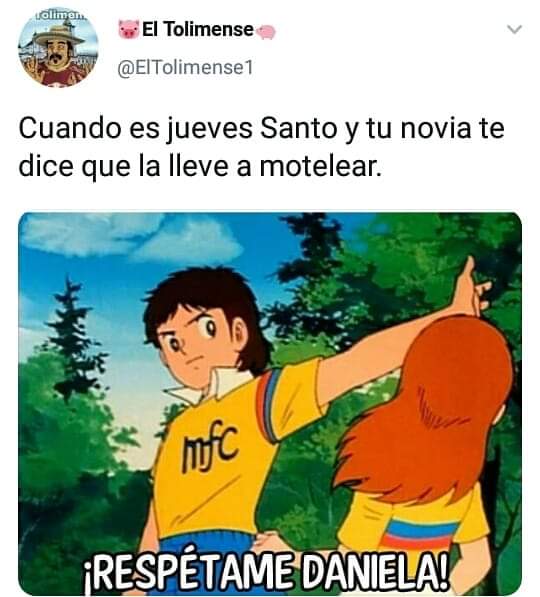 Tolimen
🐷El Tolimense🐖
@ElTolimense1
Cuando es jueves Santo y tu novia te
dice que la lleve a motelear.
mfc
¡RESPÉTAME DANIELA!